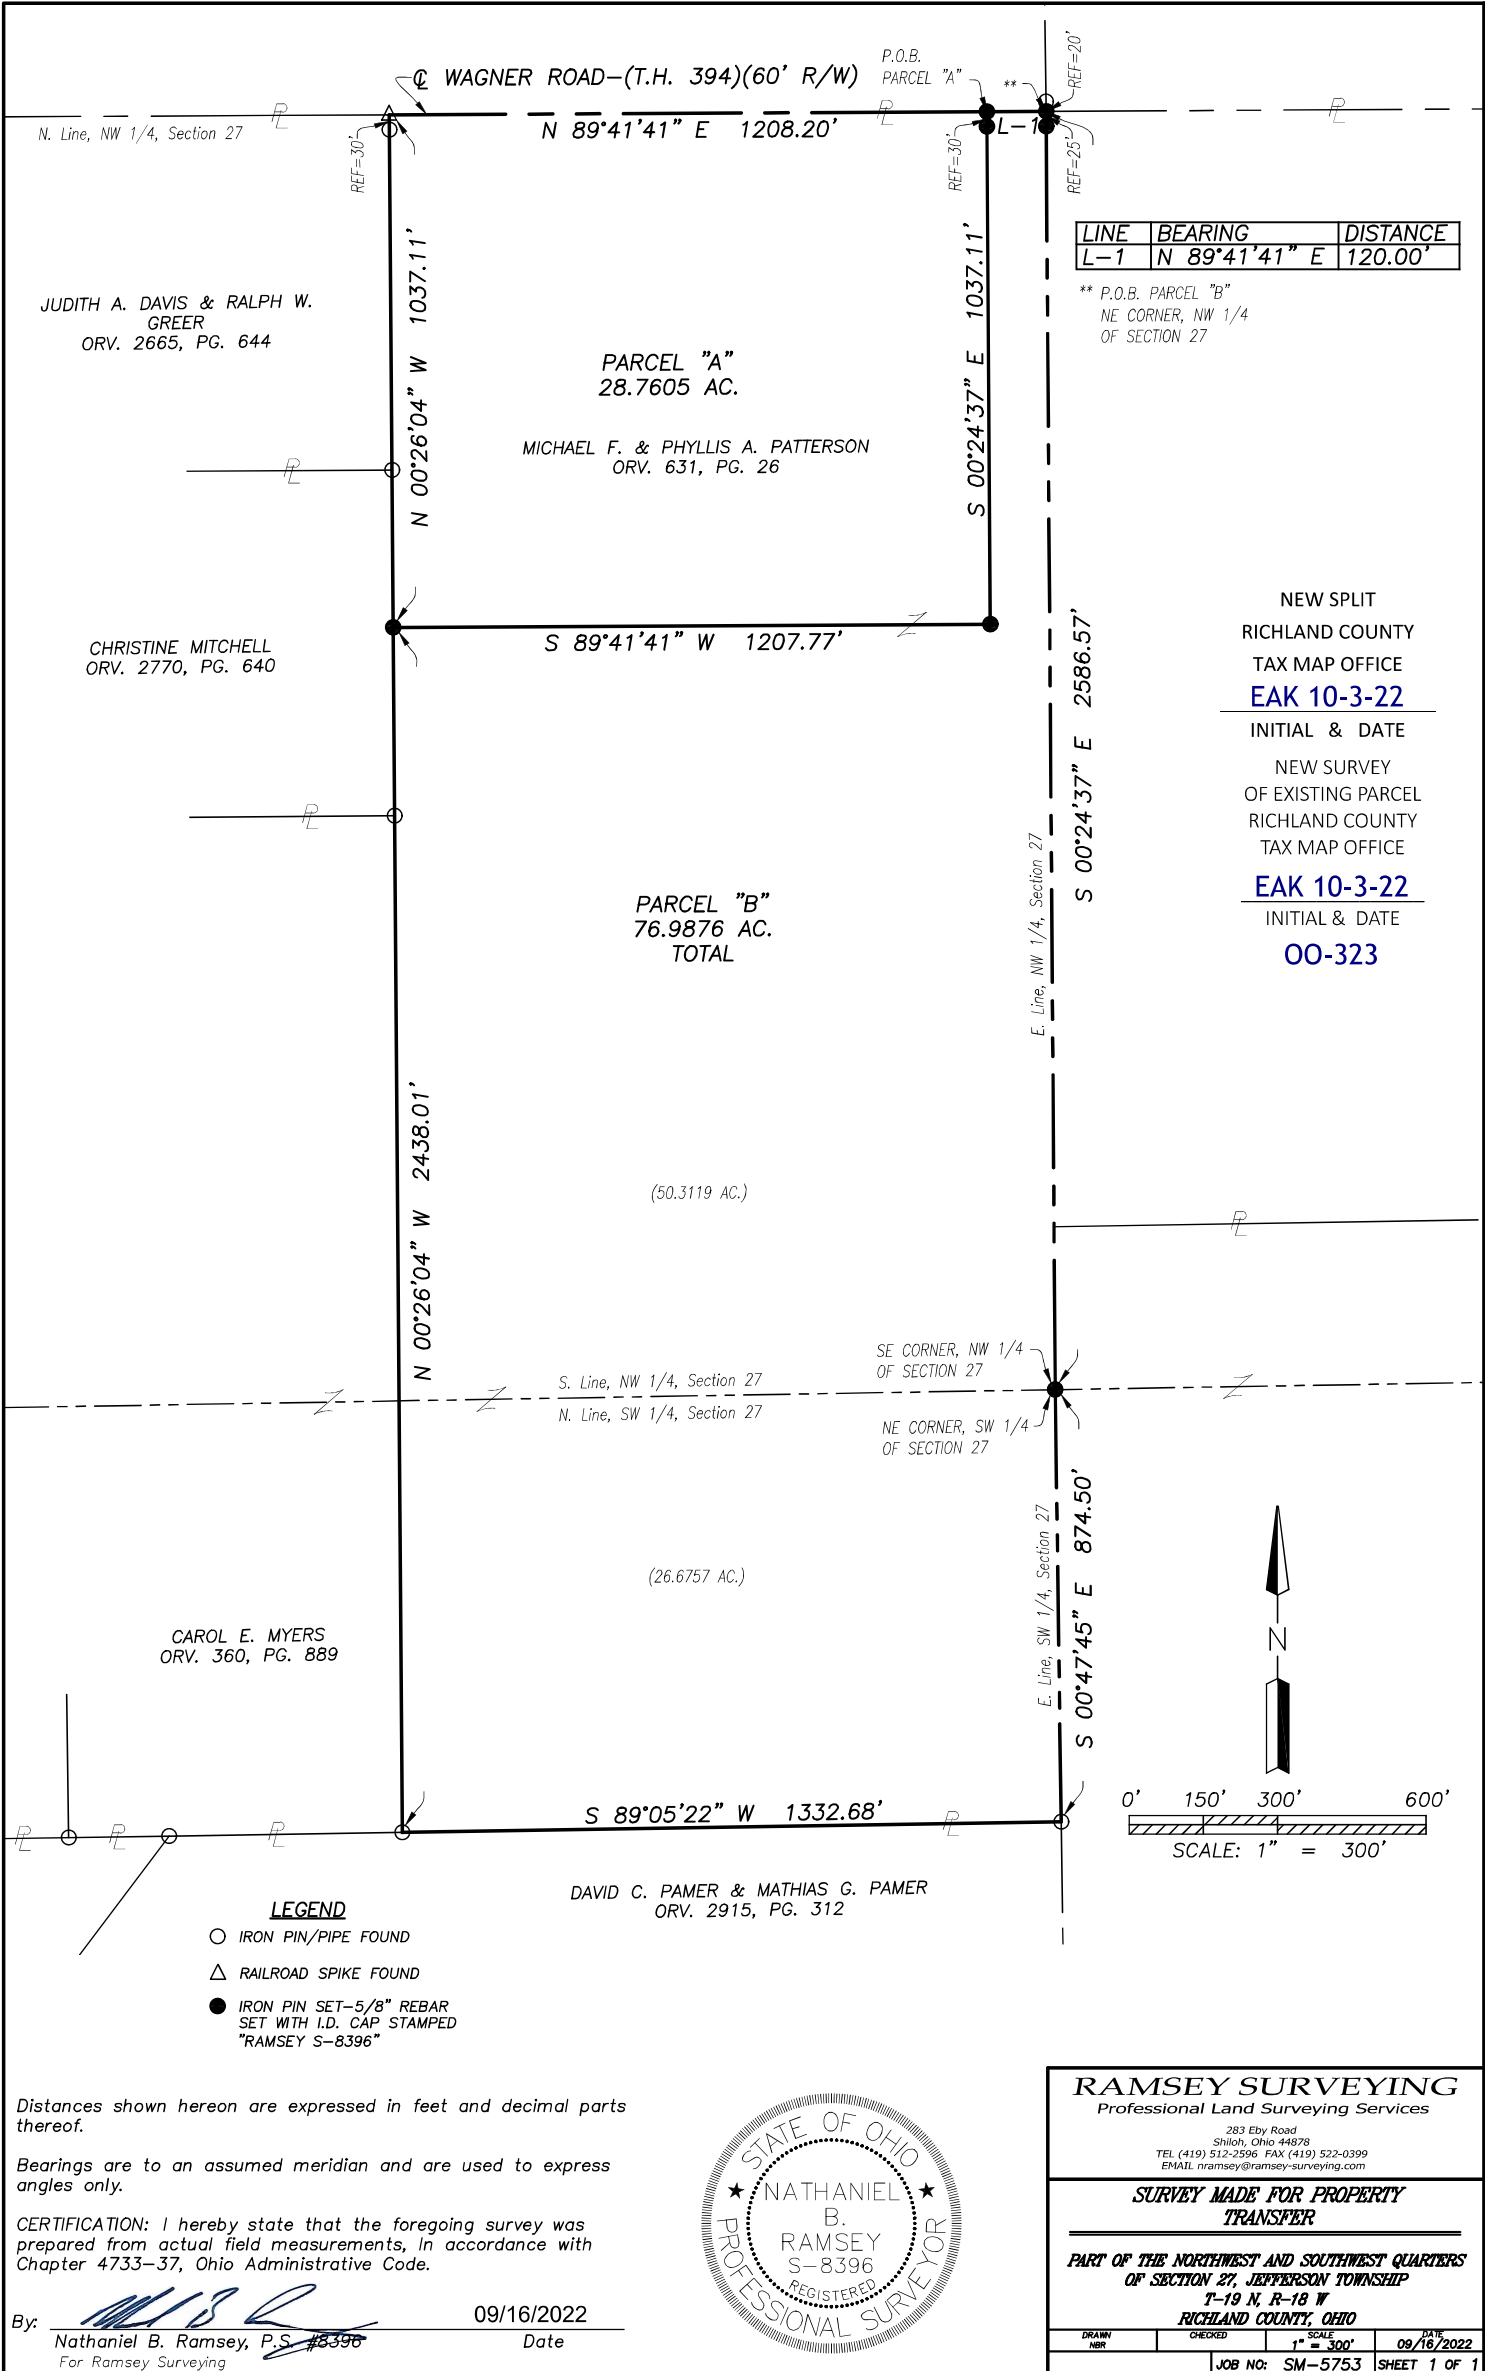 ℄ WAGNER ROAD-(T.H. 394)(60' R/W)
P.O.B.
PARCEL "A"
**
REF=20'
N. Line, NW 1/4, Section 27
N 89°41'41" E 1208.20'
L-1
REF=30'
REF=30'
REF=25'
LINE BEARING DISTANCE
L-1 N 89°41'41" E 120.00'
** P.O.B. PARCEL "B"
NE CORNER, NW 1/4
OF SECTION 27
JUDITH A. DAVIS & RALPH W.
GREER
ORV. 2665, PG. 644
N 00°26'04" W 1037.11'
S 00°24'37" E 1037.11'
PARCEL "A"
28.7605 AC.
MICHAEL F. & PHYLLIS A. PATTERSON
ORV. 631, PG. 26
CHRISTINE MITCHELL
ORV. 2770, PG. 640
S 89°41'41" W 1207.77'
S 00°24'37" E 2586.57'
E. Line, NW 1/4, Section 27
NEW SPLIT
RICHLAND COUNTY
TAX MAP OFFICE
EAK 10-3-22
INITIAL & DATE
NEW SURVEY
OF EXISTING PARCEL
RICHLAND COUNTY
TAX MAP OFFICE
EAK 10-3-22
INITIAL & DATE
OO-323
PARCEL "B"
76.9876 AC.
TOTAL
N 00°26'04" W 2438.01'
(50.3119 AC.)
SE CORNER, NW 1/4
OF SECTION 27
S. Line, NW 1/4, Section 27
N. Line, SW 1/4, Section 27
NE CORNER, SW 1/4
OF SECTION 27
E. Line, SW 1/4, Section 27
S 00°47'45" E 874.50'
(26.6757 AC.)
CAROL E. MYERS
ORV. 360, PG. 889
N
S 89°05'22" W 1332.68'
0' 150' 300' 600'
SCALE: 1" = 300'
DAVID C. PAMER & MATHIAS G. PAMER
ORV. 2915, PG. 312
LEGEND
IRON PIN/PIPE FOUND
RAILROAD SPIKE FOUND
IRON PIN SET-5/8" REBAR
SET WITH I.D. CAP STAMPED
"RAMSEY S-8396"
Distances shown hereon are expressed in feet and decimal parts
thereof.
Bearings are to an assumed meridian and are used to express
angles only.
CERTIFICATION: I hereby state that the foregoing survey was
prepared from actual field measurements, In accordance with
Chapter 4733-37, Ohio Administrative Code.
By: 09/16/2022
Nathaniel B. Ramsey, P.S. #8396 Date
For Ramsey Surveying
STATE OF OHIO
NATHANIEL
B.
RAMSEY
S-8396
REGISTERED
PROFESSIONAL SURVEYOR
RAMSEY SURVEYING
Professional Land Surveying Services
283 Eby Road
Shiloh, Ohio 44878
TEL (419) 512-2596 FAX (419) 522-0399
EMAIL nramsey@ramsey-surveying.com
SURVEY MADE FOR PROPERTY
TRANSFER
PART OF THE NORTHWEST AND SOUTHWEST QUARTERS
OF SECTION 27, JEFFERSON TOWNSHIP
T-19 N, R-18 W
RICHLAND COUNTY, OHIO
DRAWN CHECKED SCALE DATE
NBR 1" = 300' 09/16/2022
JOB NO: SM-5753 SHEET 1 OF 1